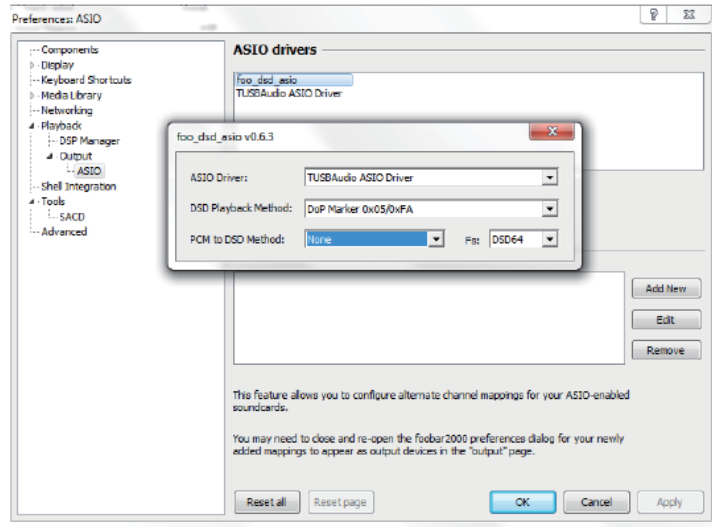 Preferences: ASIO
Components
Display
Keyboard Shortcuts
Media Library
Networking
Playback
DSP Manager
Output
ASIO
Shell Integration
Tools
SACD
Advanced
ASIO drivers
foo_dsd_asio
TUSBAudio ASIO Driver
foo_dsd_asio v0.6.3
ASIO Driver: TUSBAudio ASIO Driver
DSD Playback Method: DoP Marker 0x05/0xFA
PCM to DSD Method: None Fs: DSD64
Add New
Edit
Remove
This feature allows you to configure alternate channel mappings for your ASIO-enabled
soundcards.
You may need to close and re-open the foobar2000 preferences dialog for your newly
added mappings to appear as output devices in the "output" page.
Reset all Reset page OK Cancel Apply